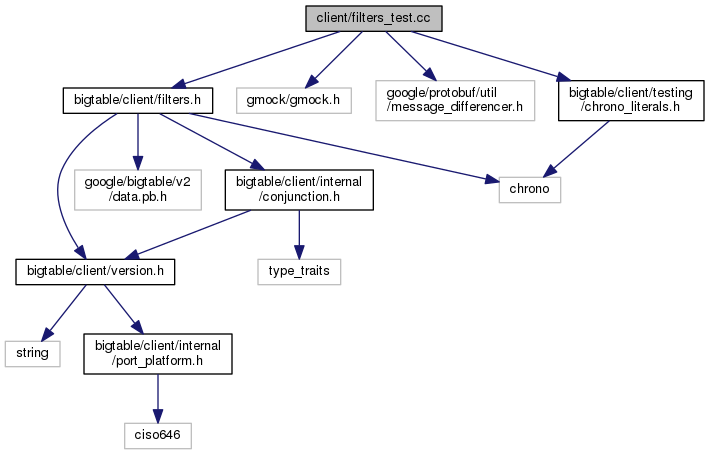 client/filters_test.cc
bigtable/client/filters.h
gmock/gmock.h
google/protobuf/util
/message_differencer.h
bigtable/client/testing
/chrono_literals.h
google/bigtable/v2
/data.pb.h
bigtable/client/internal
/conjunction.h
chrono
bigtable/client/version.h
type_traits
string
bigtable/client/internal
/port_platform.h
ciso646